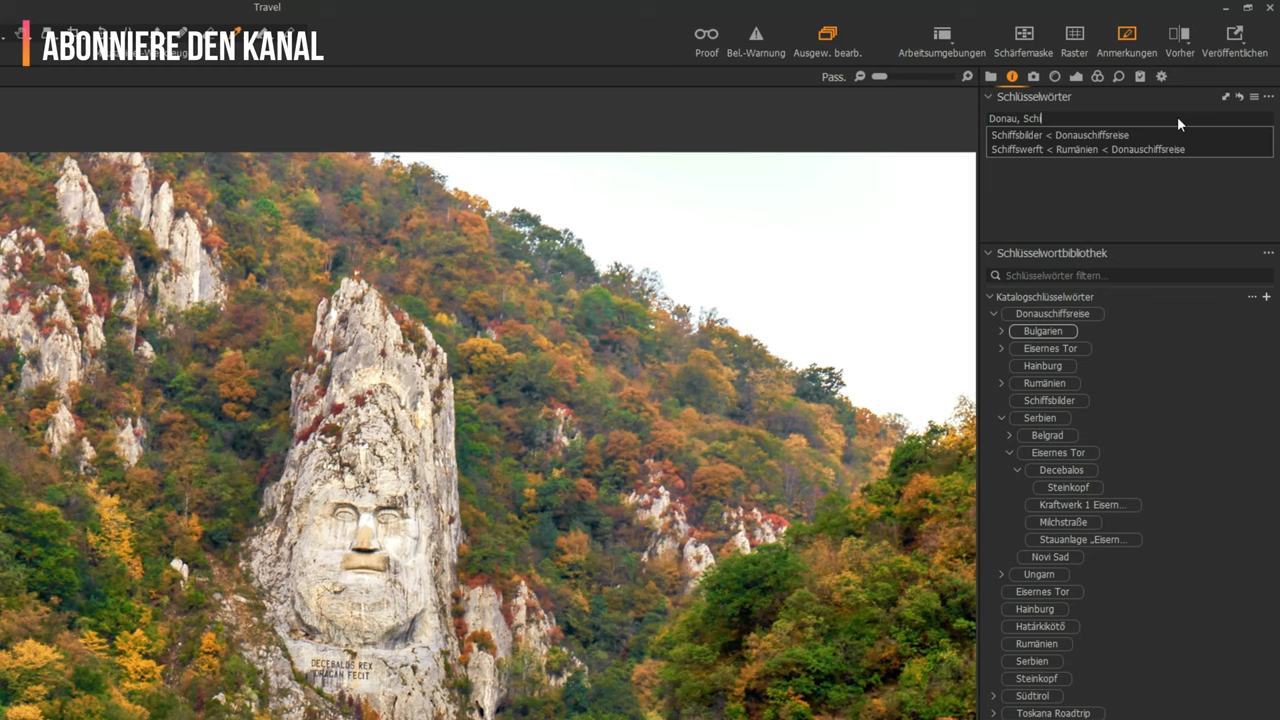 Travel
ABONNIERE DEN KANAL
Proof
Bel.-Warnung
Ausgew. bearb.
Arbeitsumgebungen
Schärfemaske
Raster
Anmerkungen
Vorher
Veröffentlichen
Pass.
Schlüsselwörter
Donau, Schi
Schiffsbilder < Donauschiffsreise
Schiffswerft < Rumänien < Donauschiffsreise
Schlüsselwortbibliothek
Schlüsselwörter filtern...
Katalogschlüsselwörter
Donauschiffsreise
Bulgarien
Eisernes Tor
Hainburg
Rumänien
Schiffsbilder
Serbien
Belgrad
Eisernes Tor
Decebalos
Steinkopf
Kraftwerk 1 Eisern...
Milchstraße
Stauanlage „Eisern...
Novi Sad
Ungarn
Eisernes Tor
Hainburg
Határkikötő
Rumänien
Serbien
Steinkopf
Südtirol
Toskana Roadtrip
DECEBALUS REX
DRAGAN FECIT